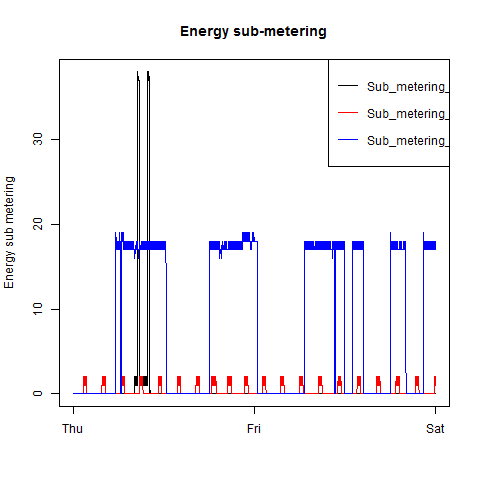 Energy sub-metering
Sub_metering_
Sub_metering_
Sub_metering_
Energy sub metering
30
20
10
0
Thu
Fri
Sat